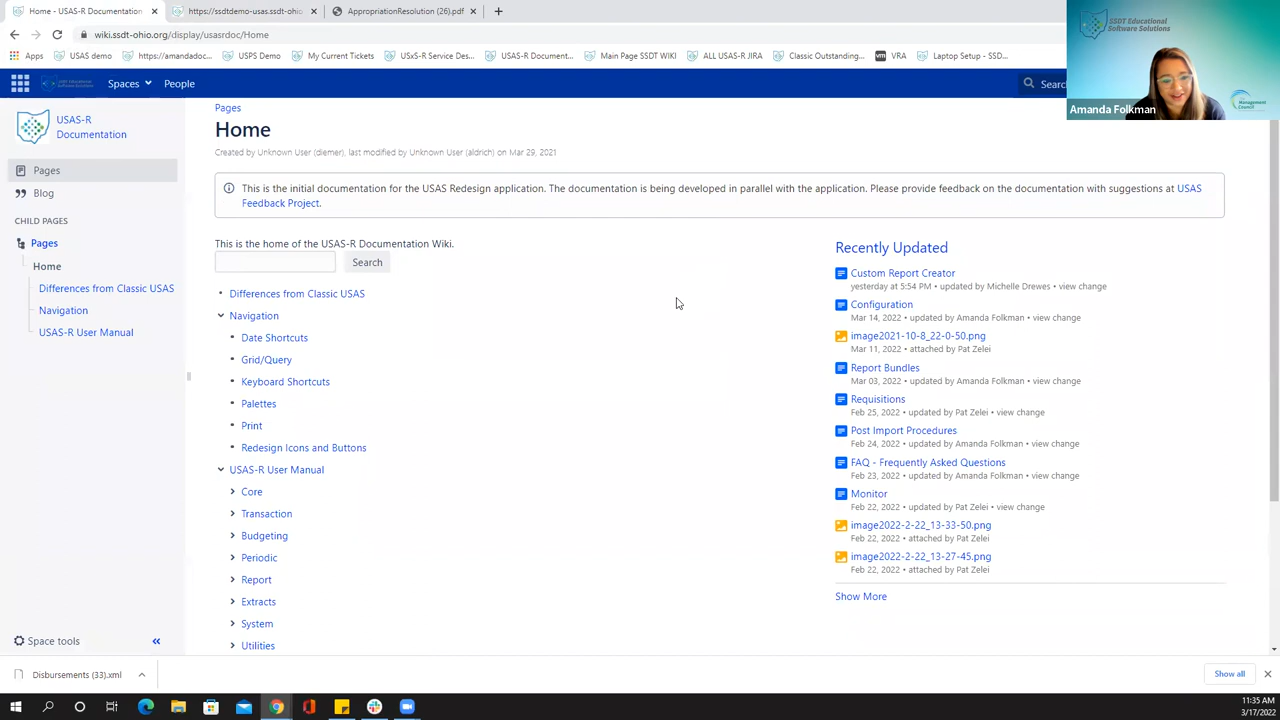 Home - USAS-R Documentation
https://ssdtdemo-usas.ssdt-ohio
AppropriationResolution (26).pdf
wiki.ssdt-ohio.org/display/usasrdoc/Home
Apps
USAS demo
https://amandadoc...
USPS Demo
My Current Tickets
USxS-R Service Des...
USAS-R Document...
Main Page SSDT WIKI
ALL USAS-R JIRA
Classic Outstanding...
vm VRA
Laptop Setup - SSD...
SSDT Educational
Software Solutions
Management
Council
Amanda Folkman
Spaces
People
Search
USAS-R
Documentation
Pages
Blog
CHILD PAGES
Pages
Home
Differences from Classic USAS
Navigation
USAS-R User Manual
Space tools
Pages
Home
Created by Unknown User (diemer), last modified by Unknown User (aldrich) on Mar 29, 2021
This is the initial documentation for the USAS Redesign application. The documentation is being developed in parallel with the application. Please provide feedback on the documentation with suggestions at USAS
Feedback Project.
This is the home of the USAS-R Documentation Wiki.
Search
Differences from Classic USAS
Navigation
Date Shortcuts
Grid/Query
Keyboard Shortcuts
Palettes
Print
Redesign Icons and Buttons
USAS-R User Manual
Core
Transaction
Budgeting
Periodic
Report
Extracts
System
Utilities
Recently Updated
Custom Report Creator
yesterday at 5:54 PM • updated by Michelle Drewes • view change
Configuration
Mar 14, 2022 • updated by Amanda Folkman • view change
image2021-10-8_22-0-50.png
Mar 11, 2022 • attached by Pat Zelei
Report Bundles
Mar 03, 2022 • updated by Amanda Folkman • view change
Requisitions
Feb 25, 2022 • updated by Pat Zelei • view change
Post Import Procedures
Feb 24, 2022 • updated by Amanda Folkman • view change
FAQ - Frequently Asked Questions
Feb 23, 2022 • updated by Amanda Folkman • view change
Monitor
Feb 22, 2022 • updated by Pat Zelei • view change
image2022-2-22_13-33-50.png
Feb 22, 2022 • attached by Pat Zelei
image2022-2-22_13-27-45.png
Feb 22, 2022 • attached by Pat Zelei
Show More
Disbursements (33).xml
Show all
11:35 AM
3/17/2022